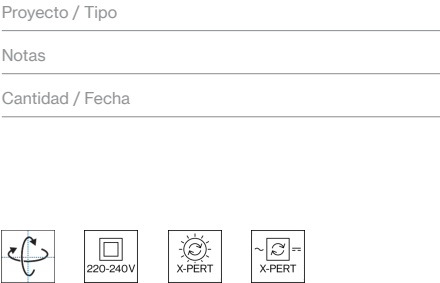 Proyecto / Tipo
Notas
Cantidad / Fecha
220-240V X-PERT X-PERT